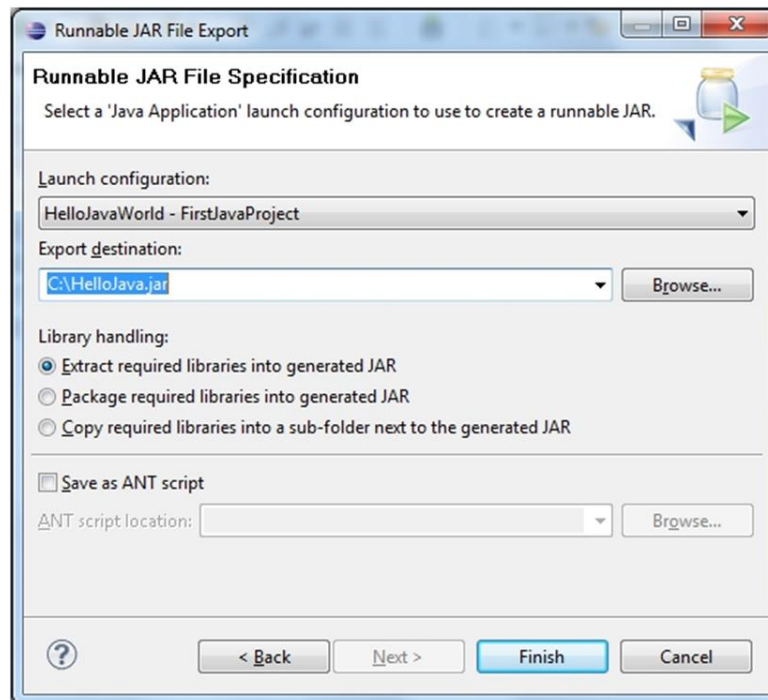 Runnable JAR File Export
Runnable JAR File Specification
Select a 'Java Application' launch configuration to use to create a runnable JAR.
Launch configuration:
HelloJavaWorld - FirstJavaProject
Export destination:
C:\HelloJava.jar
Browse...
Library handling:
Extract required libraries into generated JAR
Package required libraries into generated JAR
Copy required libraries into a sub-folder next to the generated JAR
Save as ANT script
ANT script location:
Browse...
?
< Back
Next >
Finish
Cancel